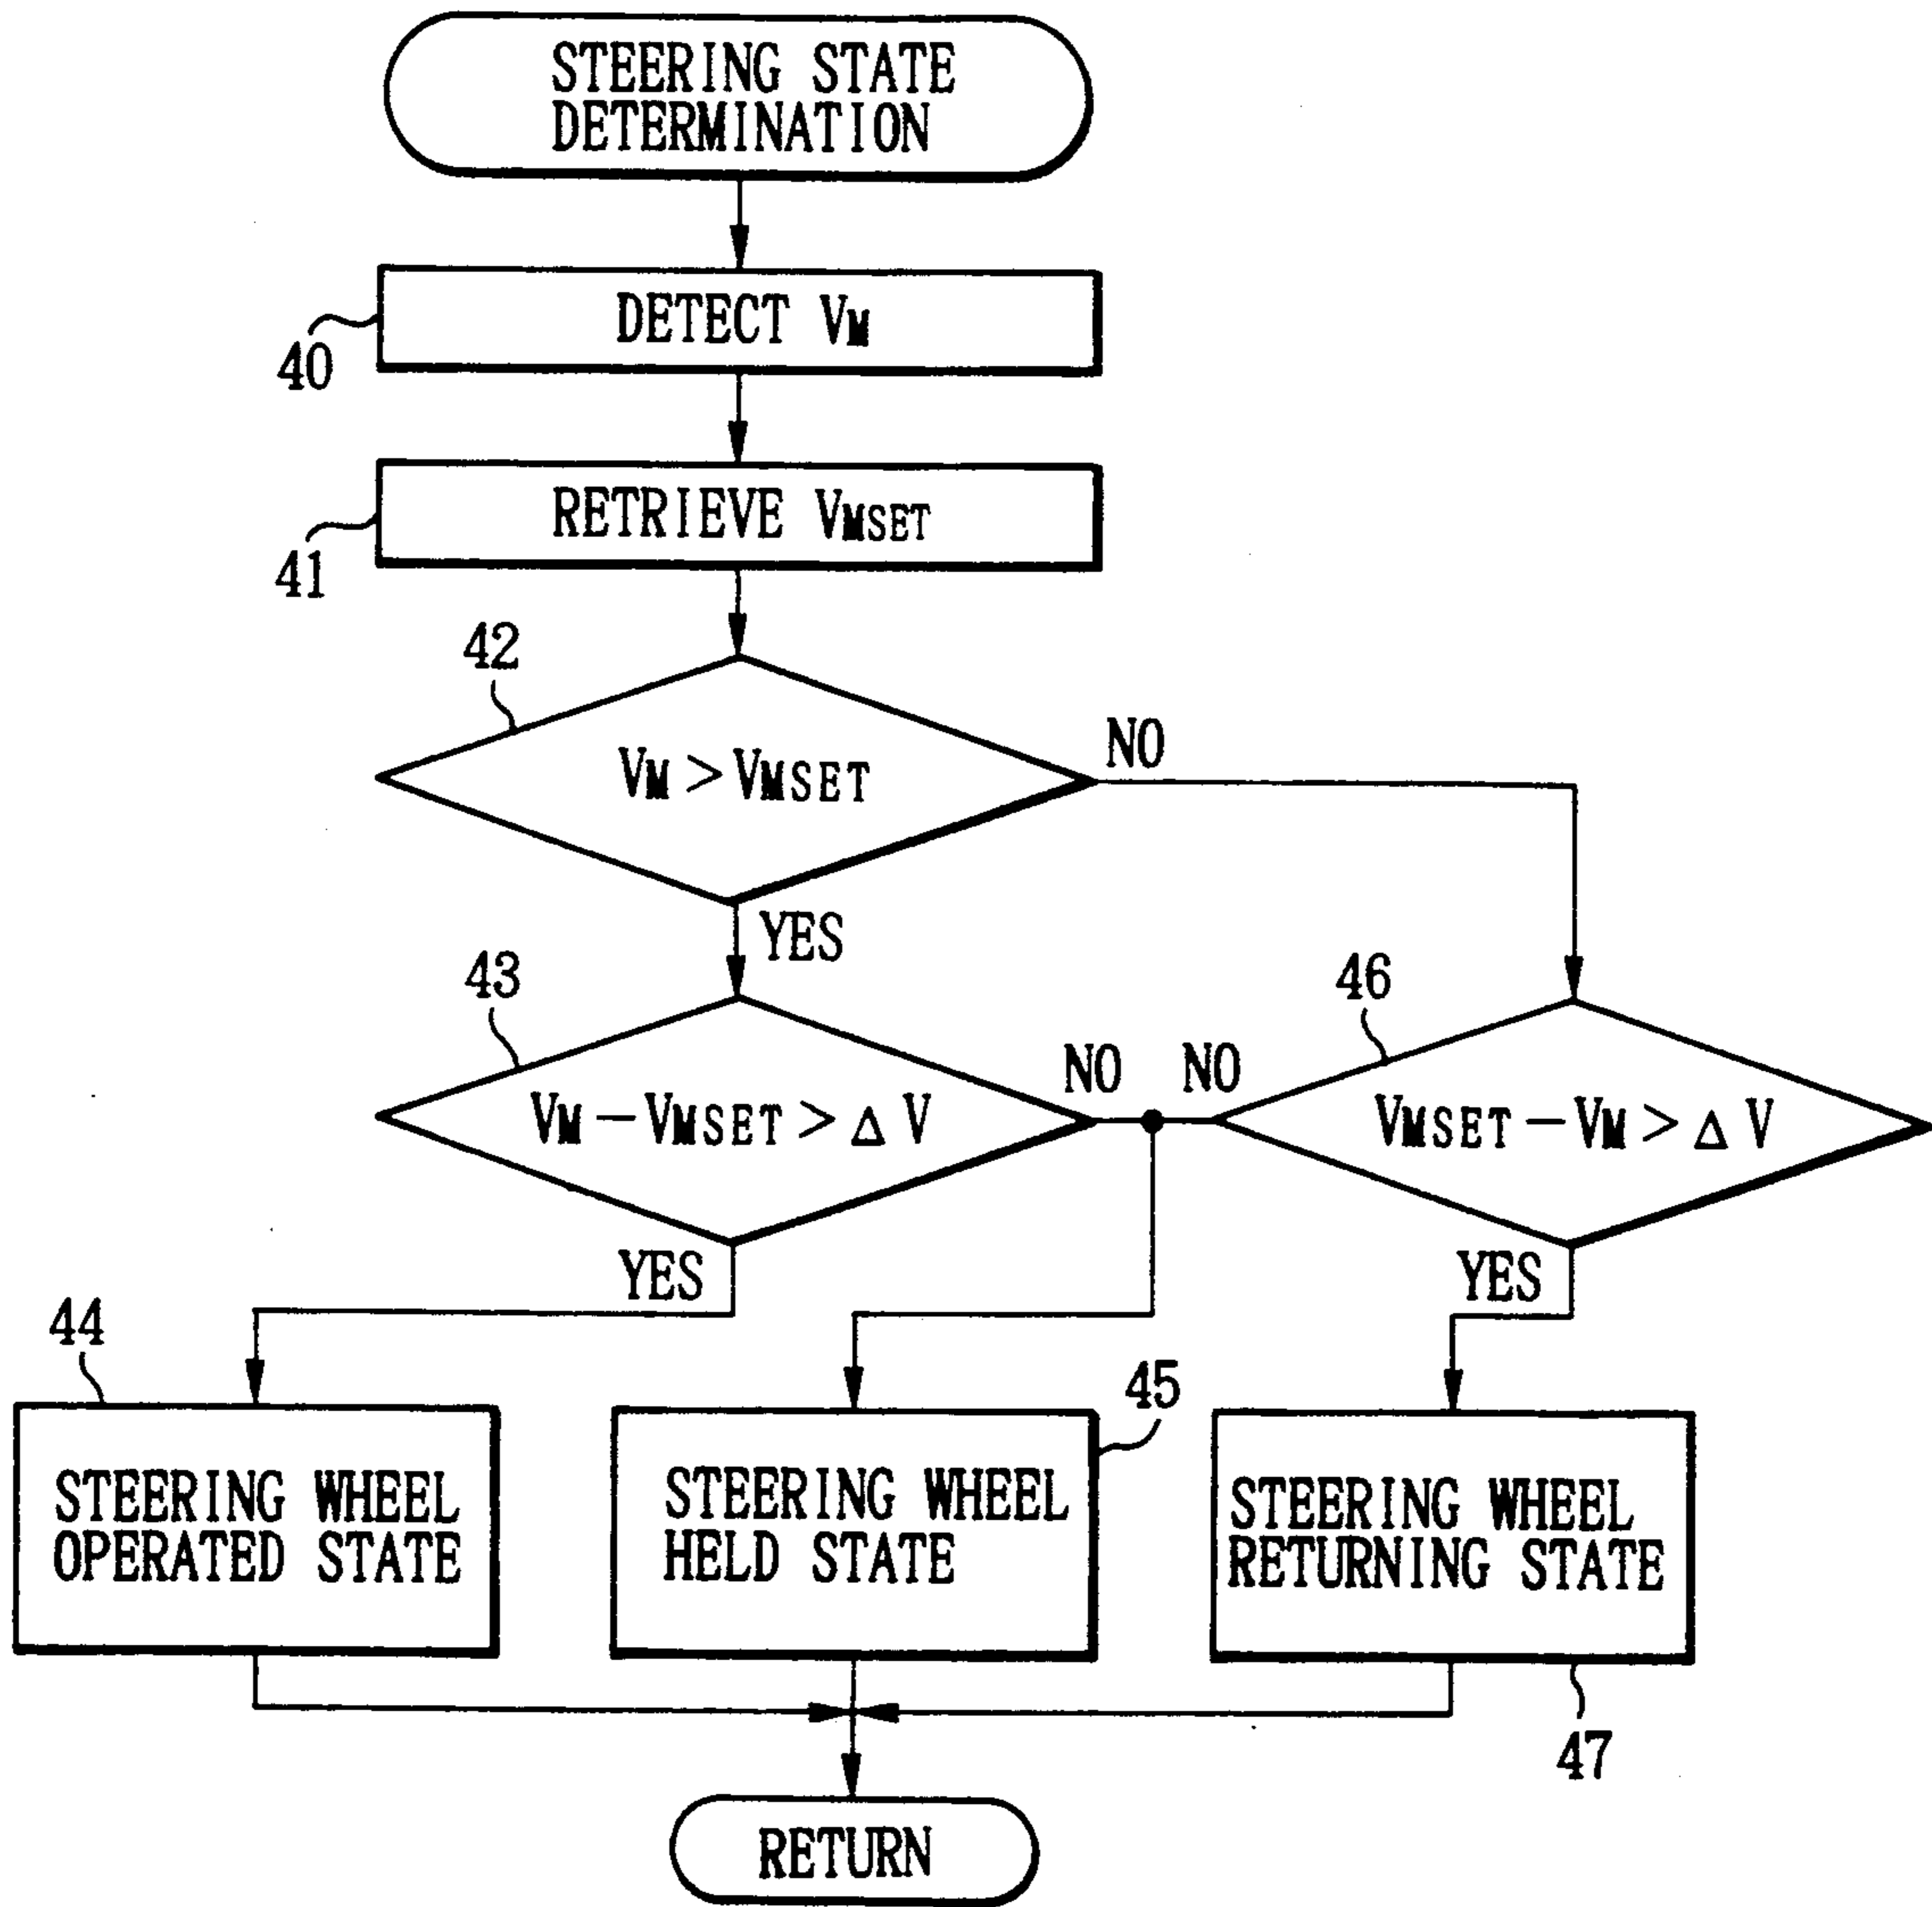 STEERING STATE
DETERMINATION
DETECT VM
40
RETRIEVE VMSET
41
42
VM > VMSET
NO
YES
43
46
VM − VMSET > Δ V
NO
NO
VMSET − VM > Δ V
YES
YES
44
45
STEERING WHEEL
OPERATED STATE
STEERING WHEEL
HELD STATE
STEERING WHEEL
RETURNING STATE
47
RETURN